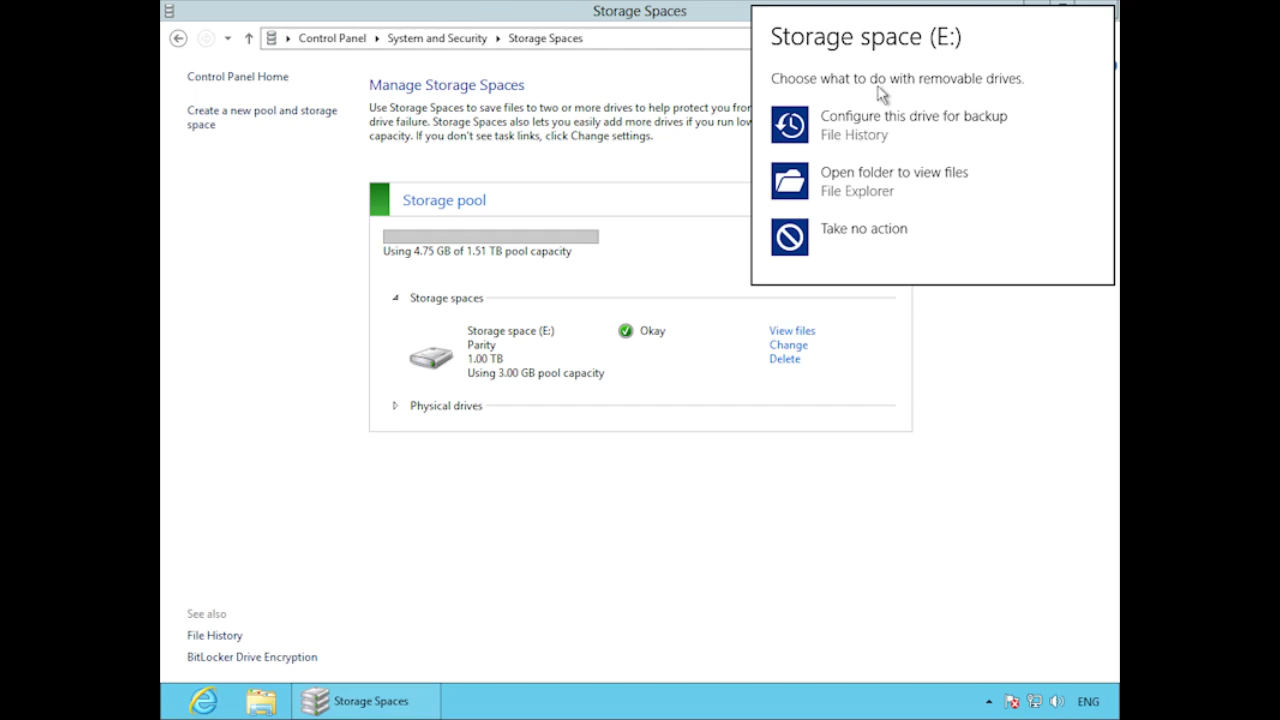 Storage Spaces
Control Panel
System and Security
Storage Spaces
Control Panel Home
Create a new pool and storage
space
Manage Storage Spaces
Use Storage Spaces to save files to two or more drives to help protect you from
drive failure. Storage Spaces also lets you easily add more drives if you run low
capacity. If you don't see task links, click Change settings.
Storage pool
Using 4.75 GB of 1.51 TB pool capacity
Storage spaces
Storage space (E:)
Okay
View files
Parity
Change
1.00 TB
Delete
Using 3.00 GB pool capacity
Physical drives
Storage space (E:)
Choose what to do with removable drives.
Configure this drive for backup
File History
Open folder to view files
File Explorer
Take no action
See also
File History
BitLocker Drive Encryption
Storage Spaces
ENG